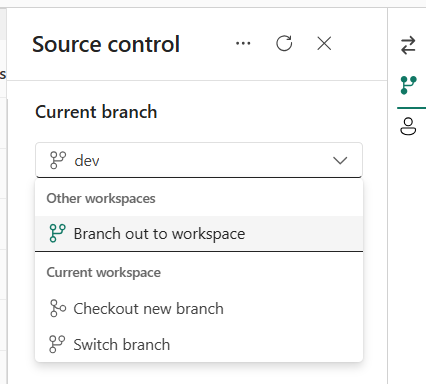 Source control
s
Current branch
dev
Other workspaces
Branch out to workspace
Current workspace
Checkout new branch
Switch branch